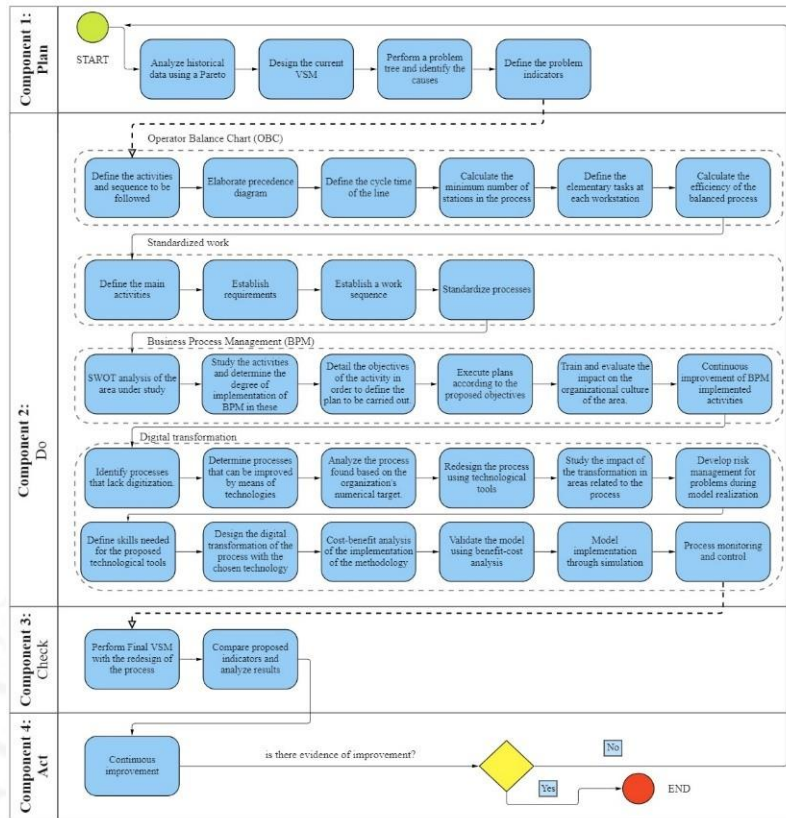 Component 1:
Plan
START
Analyze historical
data using a Pareto
Design the current
VSM
Perform a problem
tree and identify the
causes
Define the problem
indicators
Component 2:
Do
Operator Balance Chart (OBC)
Define the activities
and sequence to be
followed
Elaborate precedence
diagram
Define the cycle time
of the line
Calculate the
minimum number of
stations in the process
Define the
elementary tasks at
each workstation
Calculate the
efficiency of the
balanced process
Standardized work
Define the main
activities
Establish
requirements
Establish a work
sequence
Standardize processes
Business Process Management (BPM)
SWOT analysis of the
area under study
Study the activities
and determine the
degree of
implementation of
BPM in these
Detail the objectives
of the activity in
order to define the
plan to be carried out.
Execute plans
according to the
proposed objectives
Train and evaluate the
impact on the
organizational culture
of the area.
Continuous
improvement of BPM
implemented
activities
Digital transformation
Identify processes
that lack digitization.
Determine processes
that can be improved
by means of
technologies
Analyze the process
found based on the
organization's
numerical target.
Redesign the process
using technological
tools
Study the impact of
the transformation in
areas related to the
process
Develop risk
management for
problems during
model realization
Define skills needed
for the proposed
technological tools
Design the digital
transformation of the
process with the
chosen technology
Cost-benefit analysis
of the implementation
of the methodology
Validate the model
using benefit-cost
analysis
Model
implementation
through simulation
Process monitoring
and control
Component 3:
Check
Perform Final VSM
with the redesign of
the process
Compare proposed
indicators and
analyze results
Component 4:
Act
Continuous
improvement
is there evidence of improvement?
No
Yes
END